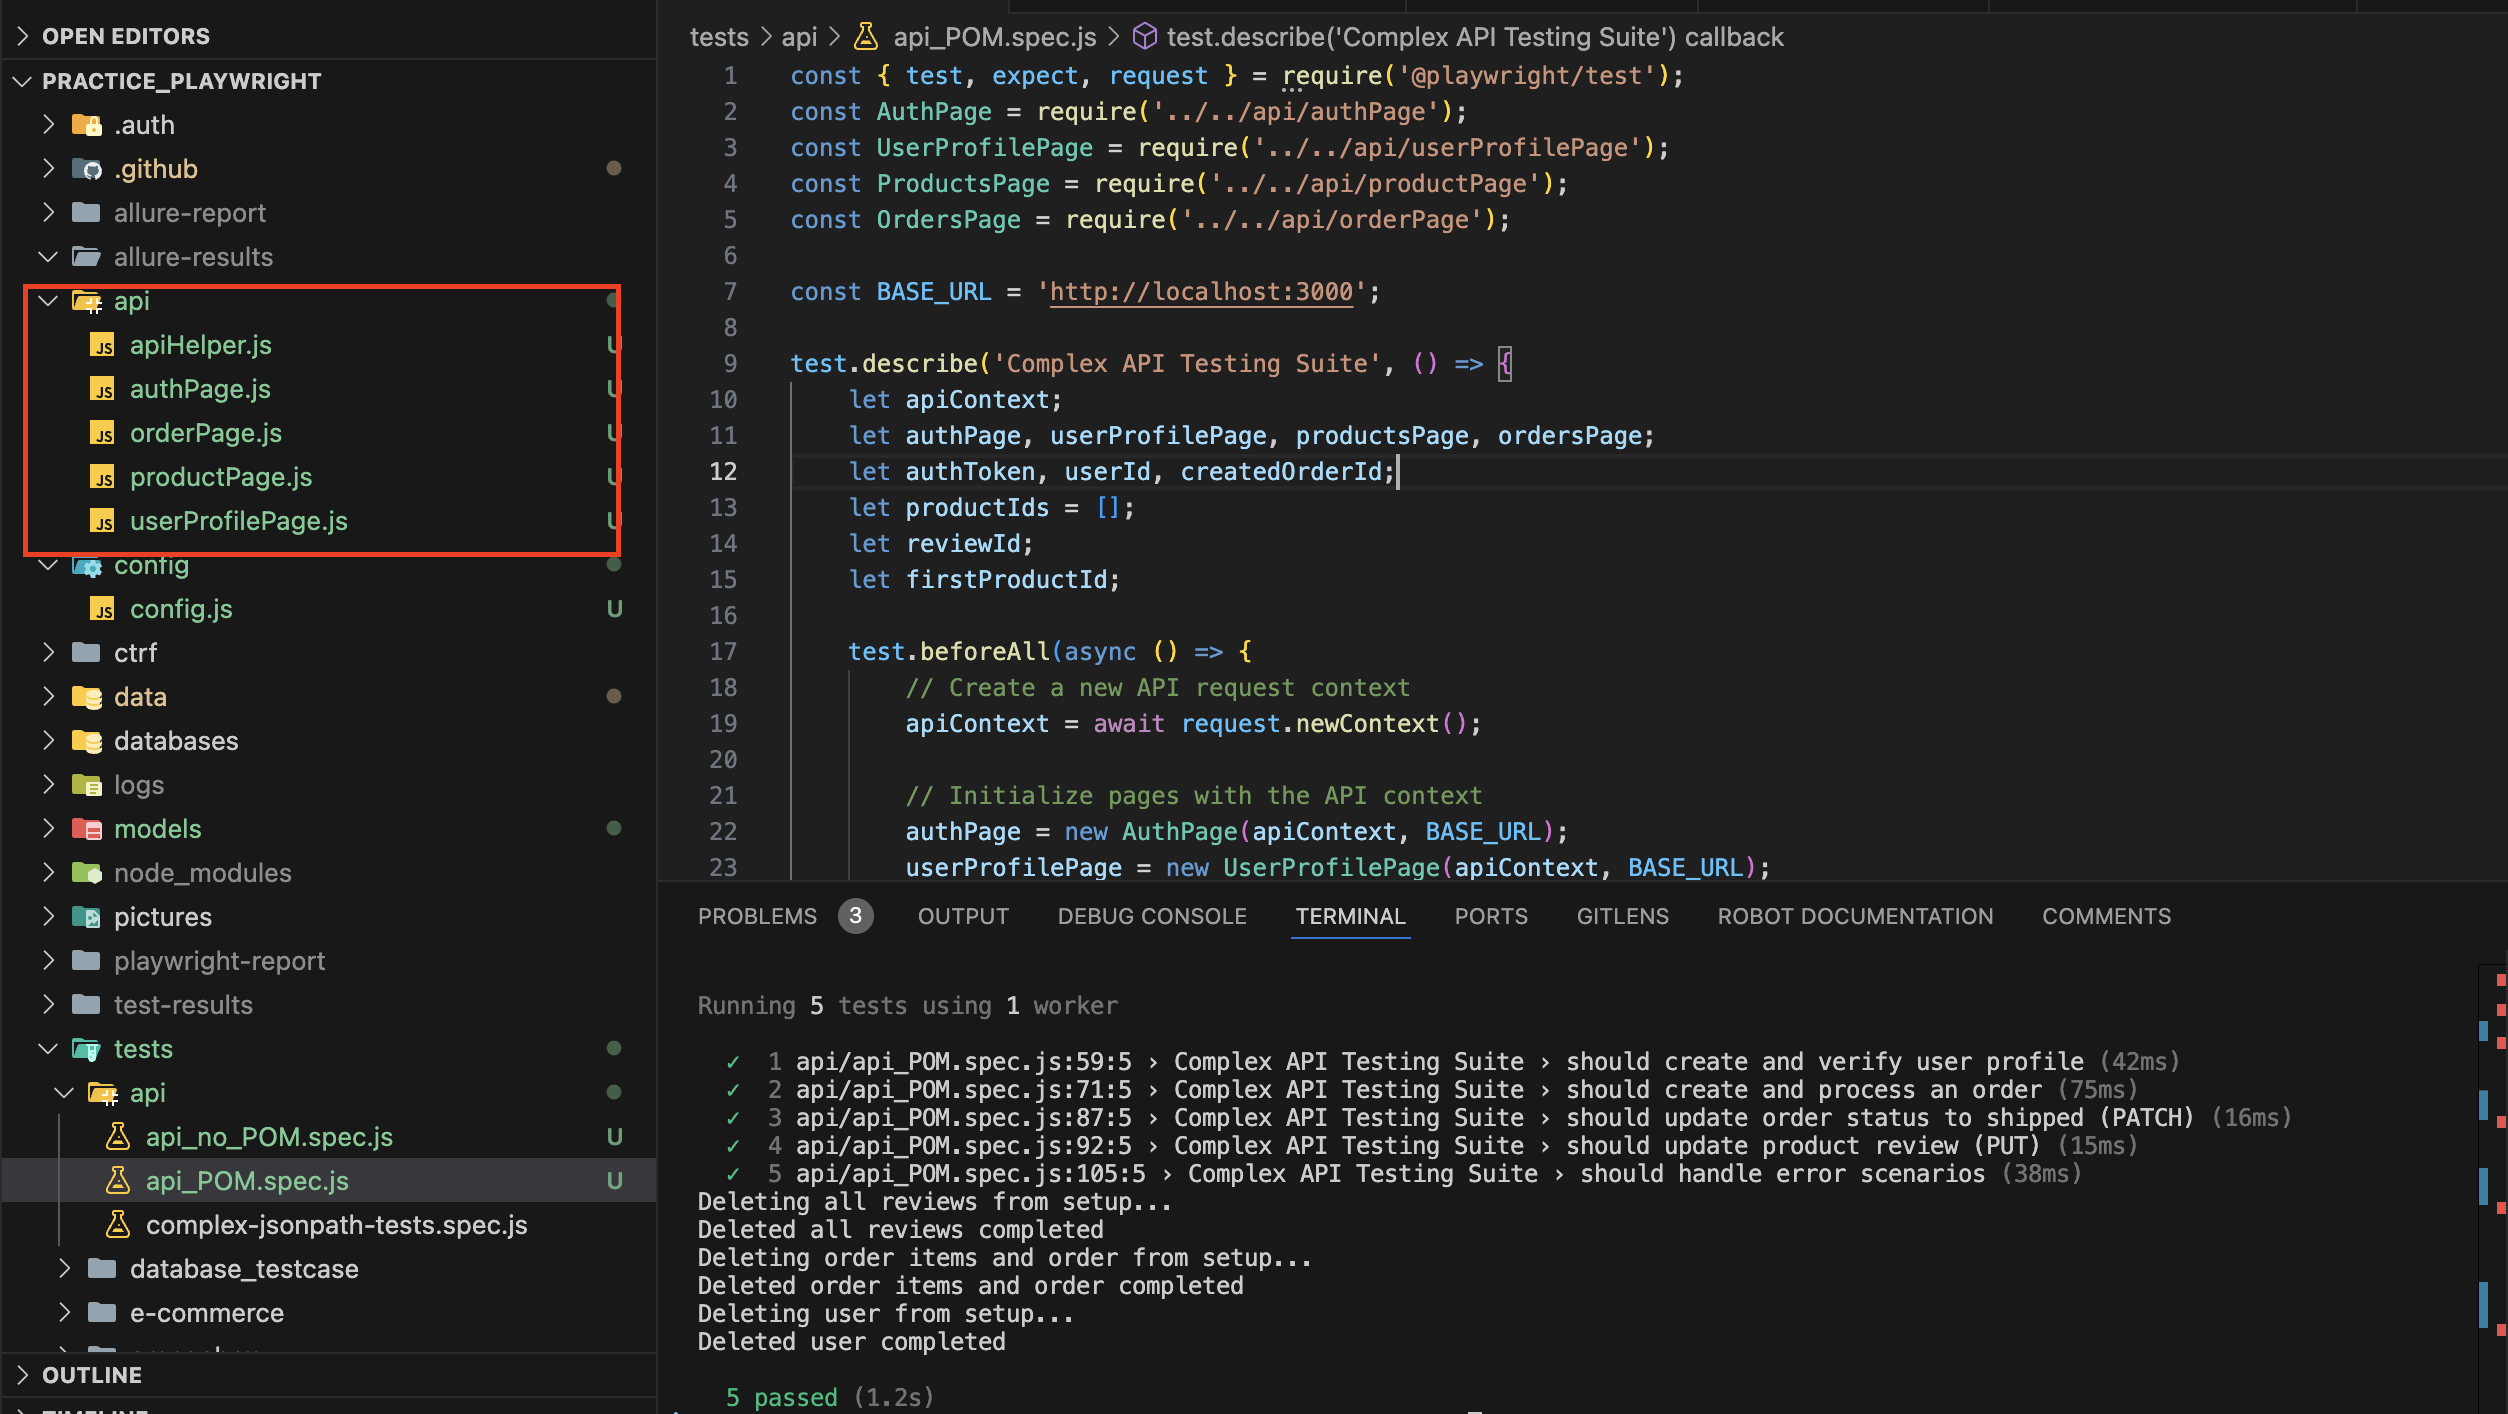 OPEN EDITORS
PRACTICE_PLAYWRIGHT
.auth
.github
allure-report
allure-results
api
JS apiHelper.js U
JS authPage.js U
JS orderPage.js U
JS productPage.js U
JS userProfilePage.js U
config
JS config.js U
ctrf
data
databases
logs
models
node_modules
pictures
playwright-report
test-results
tests
api
api_no_POM.spec.js U
api_POM.spec.js U
complex-jsonpath-tests.spec.js
database_testcase
e-commerce
OUTLINE
TIMELINE
tests > api > api_POM.spec.js > test.describe('Complex API Testing Suite') callback
1 const { test, expect, request } = require('@playwright/test');
2 const AuthPage = require('../../api/authPage');
3 const UserProfilePage = require('../../api/userProfilePage');
4 const ProductsPage = require('../../api/productPage');
5 const OrdersPage = require('../../api/orderPage');
6
7 const BASE_URL = 'http://localhost:3000';
8
9 test.describe('Complex API Testing Suite', () => {
10 let apiContext;
11 let authPage, userProfilePage, productsPage, ordersPage;
12 let authToken, userId, createdOrderId;
13 let productIds = [];
14 let reviewId;
15 let firstProductId;
16
17 test.beforeAll(async () => {
18 // Create a new API request context
19 apiContext = await request.newContext();
20
21 // Initialize pages with the API context
22 authPage = new AuthPage(apiContext, BASE_URL);
23 userProfilePage = new UserProfilePage(apiContext, BASE_URL);
PROBLEMS 3 OUTPUT DEBUG CONSOLE TERMINAL PORTS GITLENS ROBOT DOCUMENTATION COMMENTS
Running 5 tests using 1 worker
✓ 1 api/api_POM.spec.js:59:5 › Complex API Testing Suite › should create and verify user profile (42ms)
✓ 2 api/api_POM.spec.js:71:5 › Complex API Testing Suite › should create and process an order (75ms)
✓ 3 api/api_POM.spec.js:87:5 › Complex API Testing Suite › should update order status to shipped (PATCH) (16ms)
✓ 4 api/api_POM.spec.js:92:5 › Complex API Testing Suite › should update product review (PUT) (15ms)
✓ 5 api/api_POM.spec.js:105:5 › Complex API Testing Suite › should handle error scenarios (38ms)
Deleting all reviews from setup...
Deleted all reviews completed
Deleting order items and order from setup...
Deleted order items and order completed
Deleting user from setup...
Deleted user completed
5 passed (1.2s)